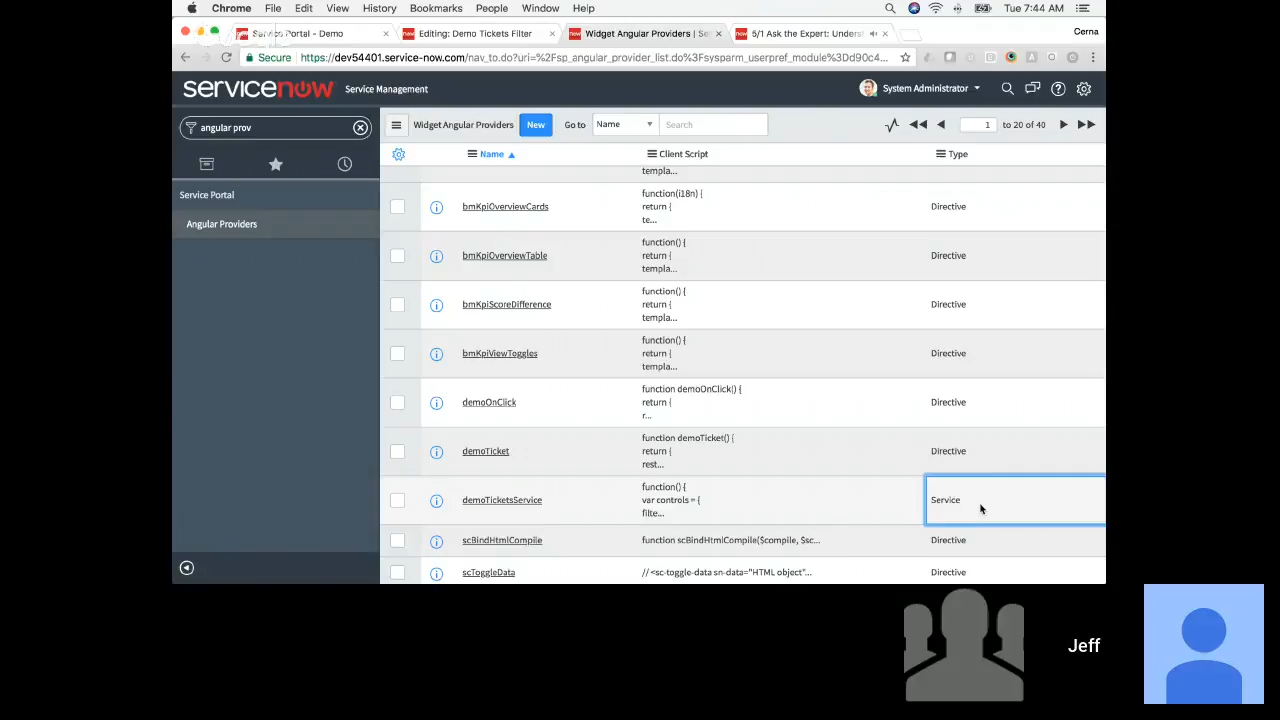 Chrome File Edit View History Bookmarks People Window Help Tue 7:44 AM
Service Portal - Demo × Editing: Demo Tickets Filter × Widget Angular Providers | Se × 5/1 Ask the Expert: Unders × Cerna
Secure https://dev54401.service-now.com/nav_to.do?uri=%2Fsp_angular_provider_list.do%3Fsysparm_userpref_module%3Dd90c4...
servicenow Service Management System Administrator
angular prov
Widget Angular Providers New Go to Name Search 1 to 20 of 40
Name Client Script Type
Service Portal
Angular Providers
templa...
bmKpiOverviewCards function(i18n) { Directive
return {
te...
bmKpiOverviewTable function() { Directive
return {
templa...
bmKpiScoreDifference function() { Directive
return {
templa...
bmKpiViewToggles function() { Directive
return {
templa...
demoOnClick function demoOnClick() { Directive
return {
r...
demoTicket function demoTicket() { Directive
return {
rest...
demoTicketsService function() { Service
var controls = {
filte...
scBindHtmlCompile function scBindHtmlCompile($compile, $sc... Directive
scToggleData // <sc-toggle-data sn-data="HTML object"... Directive
Jeff